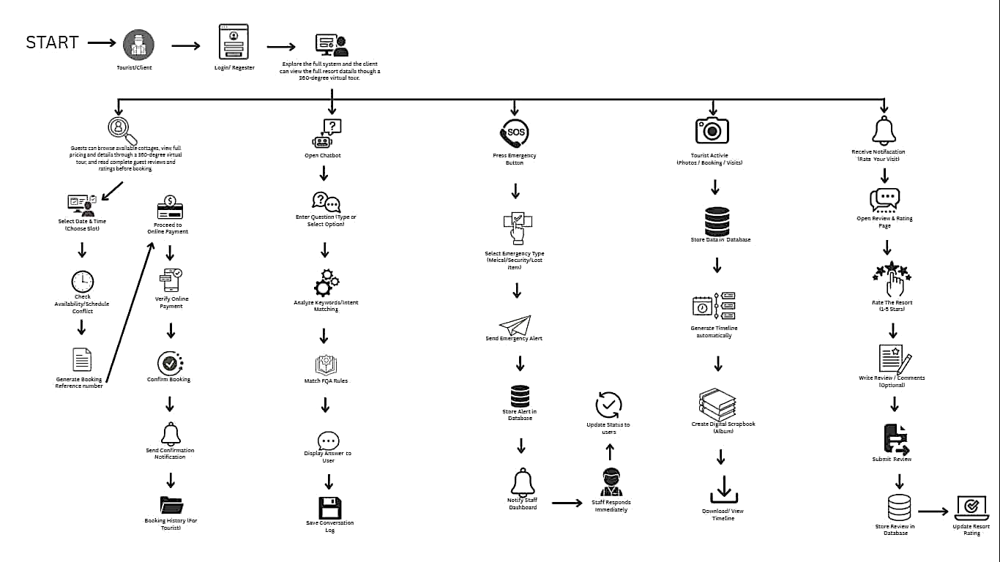 START
Tourist/Client
Login/ Regester
Explore the full system and the client
can view the full resort datails though a
360-degree virtual tour.
Guests can browse available cottages, view full
pricing and details through a 360-degree virtual
tour, and read complete guest reviews and
ratings before booking.
Select Date & Time
(Choose Slot)
Check
Availability/Schedule
Conflict
Generate Booking
Reference number
Proceed to
Online Payment
Verify Online
Payment
Confirm Booking
Send Confirmation
Notification
Booking History (For
Tourist)
Open Chatbot
Enter Question (Type or
Select Option)
Analyze Keywords/Intent
Matching
Match FQA Rules
Display Answer to
User
Save Conversation
Log
SOS
Press Emergency
Button
Select Emergency Type
(Meical/Security/Lost
Item)
Send Emergency Alert
Store Alert in
Database
Notify Staff
Dashboard
Staff Responds
Immediately
Update Status to
users
Tourist Activie
(Photos / Booking / Visits)
Store Data in Database
Generate Timeline
automatically
Create Digital Scrapbook
(Album)
Download/ View
Timeline
Receive Notifacation
(Rate Your Visit)
Open Review & Rating
Page
Rate The Resort
(1-5 Stars)
Write Review / Comments
(Optional)
Submit Review
Store Review in
Database
Update Resort
Rating